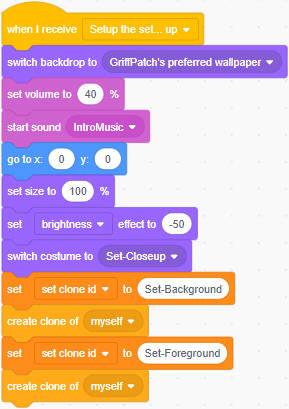 when I receive Setup the set... up
switch backdrop to GriffPatch's preferred wallpaper
set volume to 40 %
start sound IntroMusic
go to x: 0 y: 0
set size to 100 %
set brightness effect to -50
switch costume to Set-Closeup
set set clone id to Set-Background
create clone of myself
set set clone id to Set-Foreground
create clone of myself